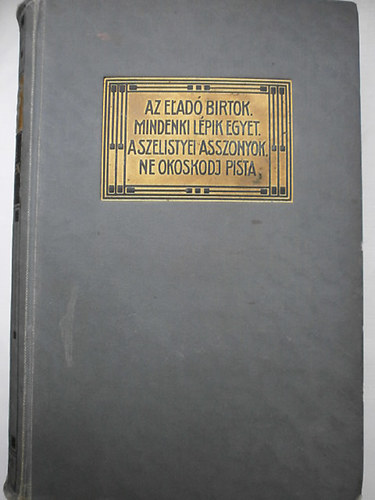 AZ ELADÓ BIRTOK.
MINDENKI LÉPIK EGYET.
A SZELISTYEI ASSZONYOK.
NE OKOSKODJ PISTA.